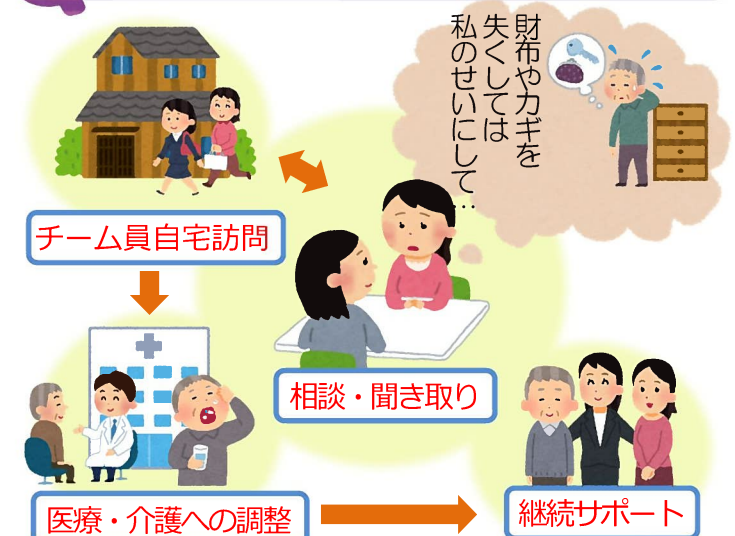 財布やカギを
失くしては
私のせいにして…
チーム員自宅訪問
相談・聞き取り
医療・介護への調整
継続サポート